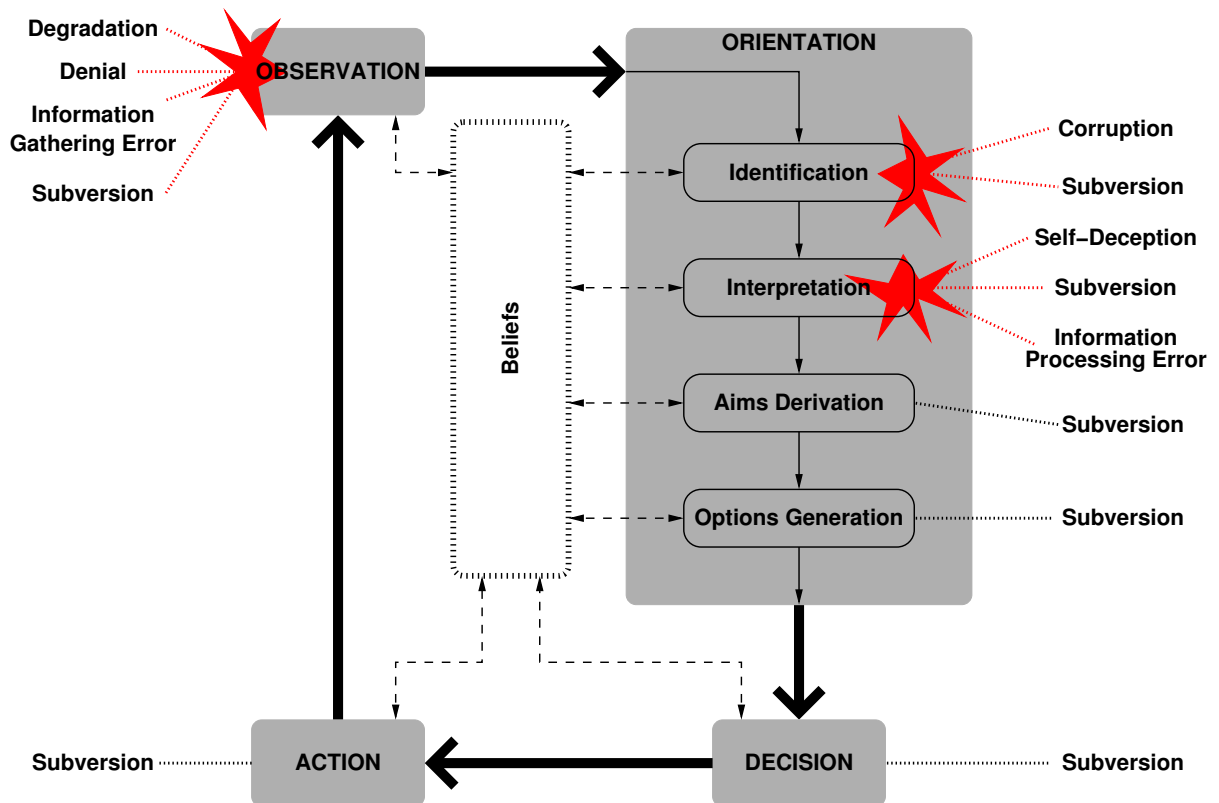 Degradation
Denial
Information
Gathering Error
Subversion
OBSERVATION
ORIENTATION
Identification
Corruption
Subversion
Interpretation
Self–Deception
Subversion
Information
Processing Error
Beliefs
Aims Derivation
Subversion
Options Generation
Subversion
Subversion
ACTION
DECISION
Subversion